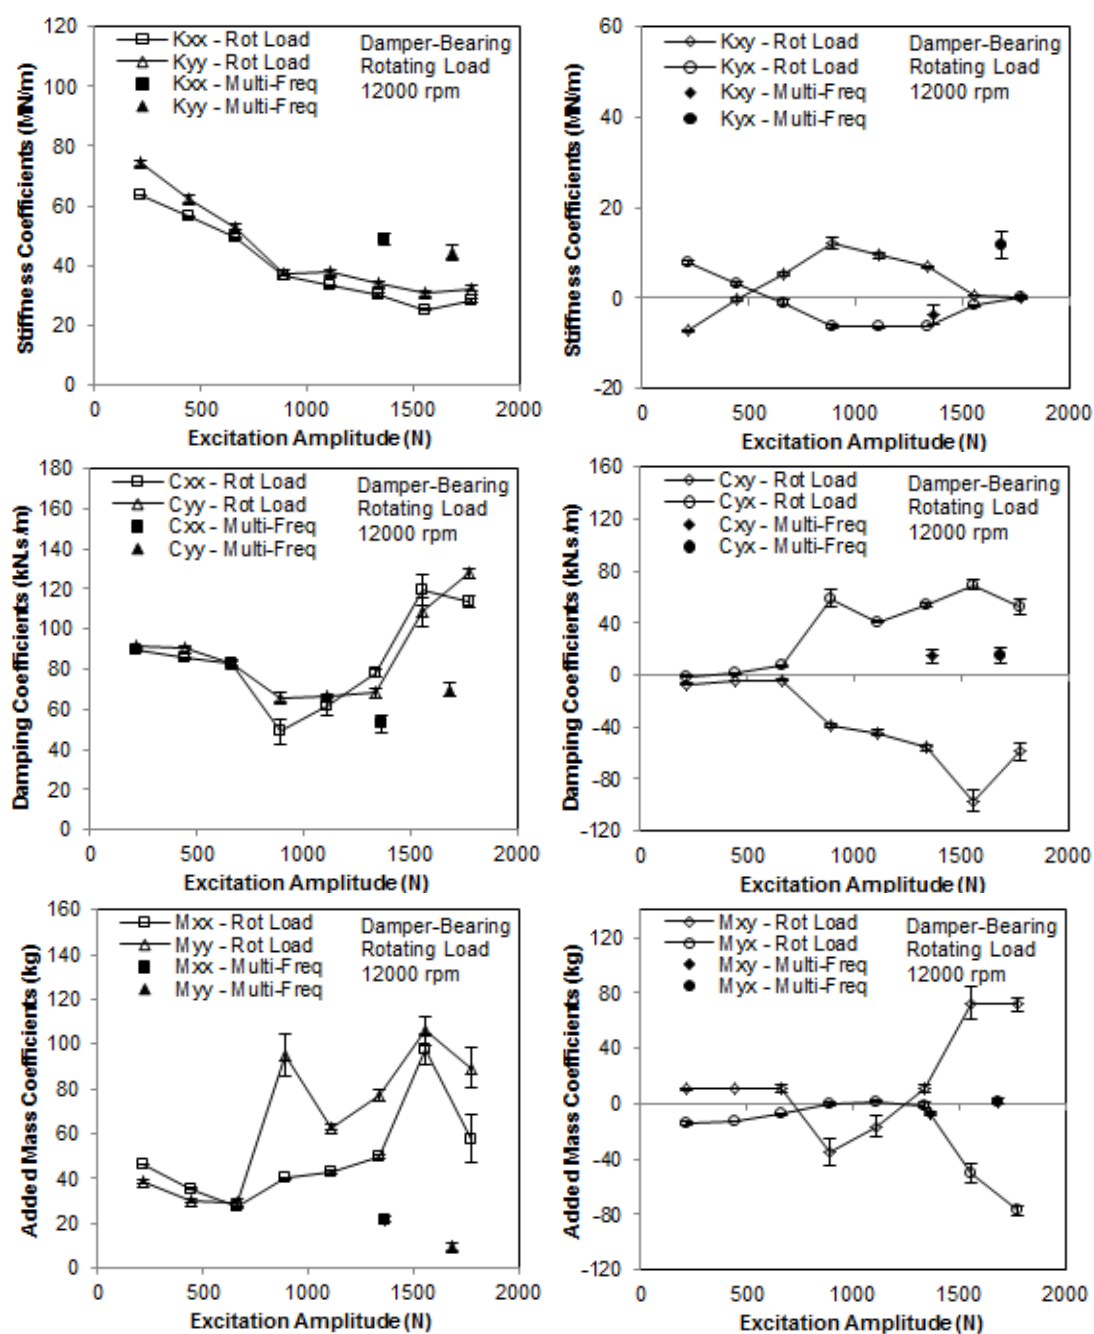 120
100
80
60
40
20
0
Stiffness Coefficients (MN/m)
Kxx - Rot Load
Kyy - Rot Load
Kxx - Multi-Freq
Kyy - Multi-Freq
Damper-Bearing
Rotating Load
12000 rpm
0 500 1000 1500 2000
Excitation Amplitude (N)
60
40
20
0
-20
Stiffness Coefficients (MN/m)
Kxy - Rot Load
Kyx - Rot Load
Kxy - Multi-Freq
Kyx - Multi-Freq
Damper-Bearing
Rotating Load
12000 rpm
0 500 1000 1500 2000
Excitation Amplitude (N)
180
160
140
120
100
80
60
40
20
0
Damping Coefficients (kN.s/m)
Cxx - Rot Load
Cyy - Rot Load
Cxx - Multi-Freq
Cyy - Multi-Freq
Damper-Bearing
Rotating Load
12000 rpm
0 500 1000 1500 2000
Excitation Amplitude (N)
160
120
80
40
0
-40
-80
-120
Damping Coefficients (kN.s/m)
Cxy - Rot Load
Cyx - Rot Load
Cxy - Multi-Freq
Cyx - Multi-Freq
Damper-Bearing
Rotating Load
12000 rpm
0 500 1000 1500 2000
Excitation Amplitude (N)
160
140
120
100
80
60
40
20
0
Added Mass Coefficients (kg)
Mxx - Rot Load
Myy - Rot Load
Mxx - Multi-Freq
Myy - Multi-Freq
Damper-Bearing
Rotating Load
12000 rpm
0 500 1000 1500 2000
Excitation Amplitude (N)
120
80
40
0
-40
-80
-120
Added Mass Coefficients (kg)
Mxy - Rot Load
Myx - Rot Load
Mxy - Multi-Freq
Myx - Multi-Freq
Damper-Bearing
Rotating Load
12000 rpm
0 500 1000 1500 2000
Excitation Amplitude (N)